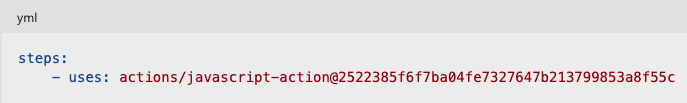 yml
steps:
    - uses: actions/javascript-action@2522385f6f7ba04fe7327647b213799853a8f55c